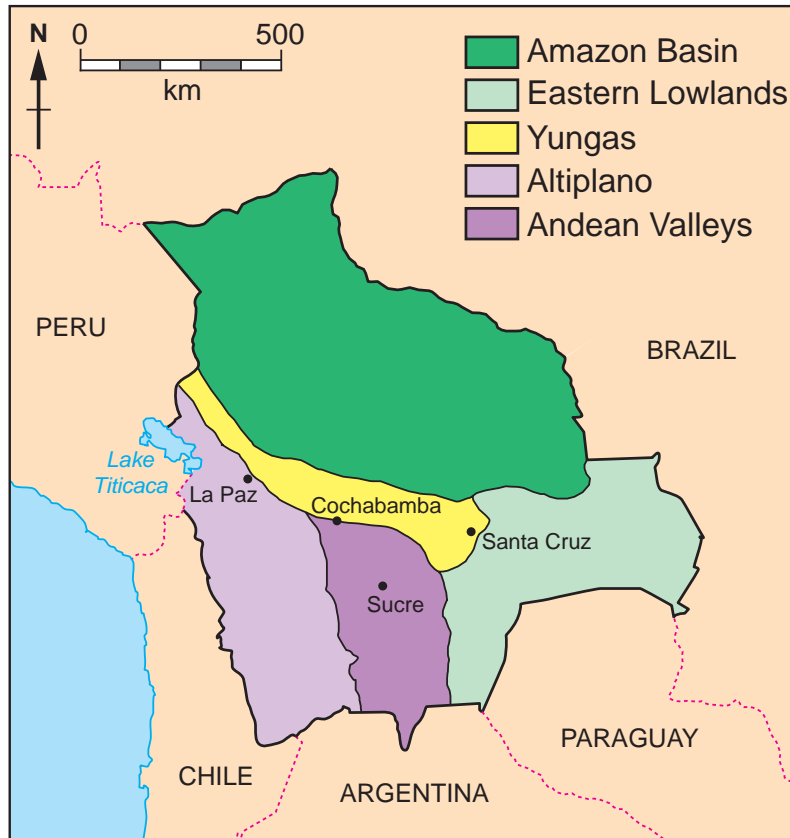 N
0 500
km
Amazon Basin
Eastern Lowlands
Yungas
Altiplano
Andean Valleys
PERU
BRAZIL
Lake
Titicaca
La Paz
Cochabamba
Santa Cruz
Sucre
PARAGUAY
CHILE
ARGENTINA